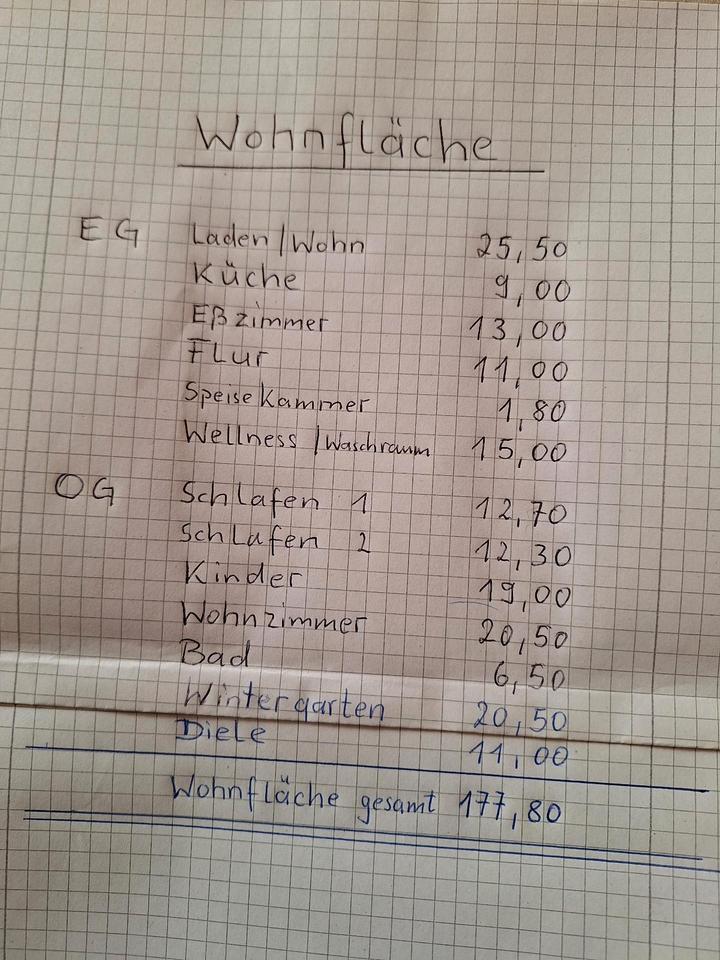 Wohnfläche
EG Laden/Wohn 25,50
Küche 9,00
Eßzimmer 13,00
Flur 11,00
Speisekammer 1,80
Wellness/Waschraum 15,00
OG Schlafen 1 12,70
Schlafen 2 12,30
Kinder 19,00
Wohnzimmer 20,50
Bad 6,50
Wintergarten 20,50
Diele 11,00
Wohnfläche gesamt 177,80